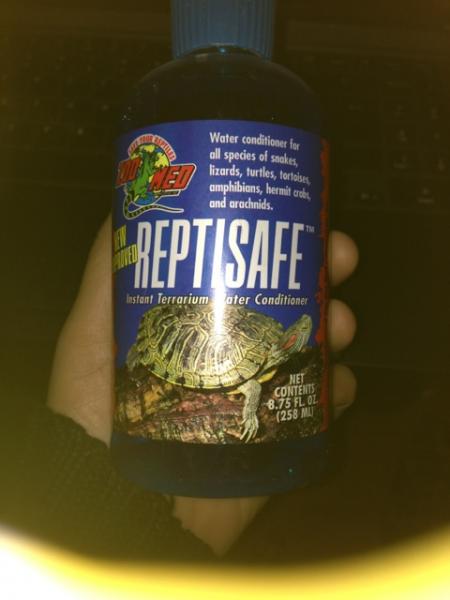 Water conditioner for
all species of snakes,
lizards, turtles, tortoises,
amphibians, hermit crabs,
and arachnids.
ZOO MED
NEW
REPTISAFE™
Instant Terrarium Water Conditioner
NET
CONTENTS
8.75 FL. OZ.
(258 ML)